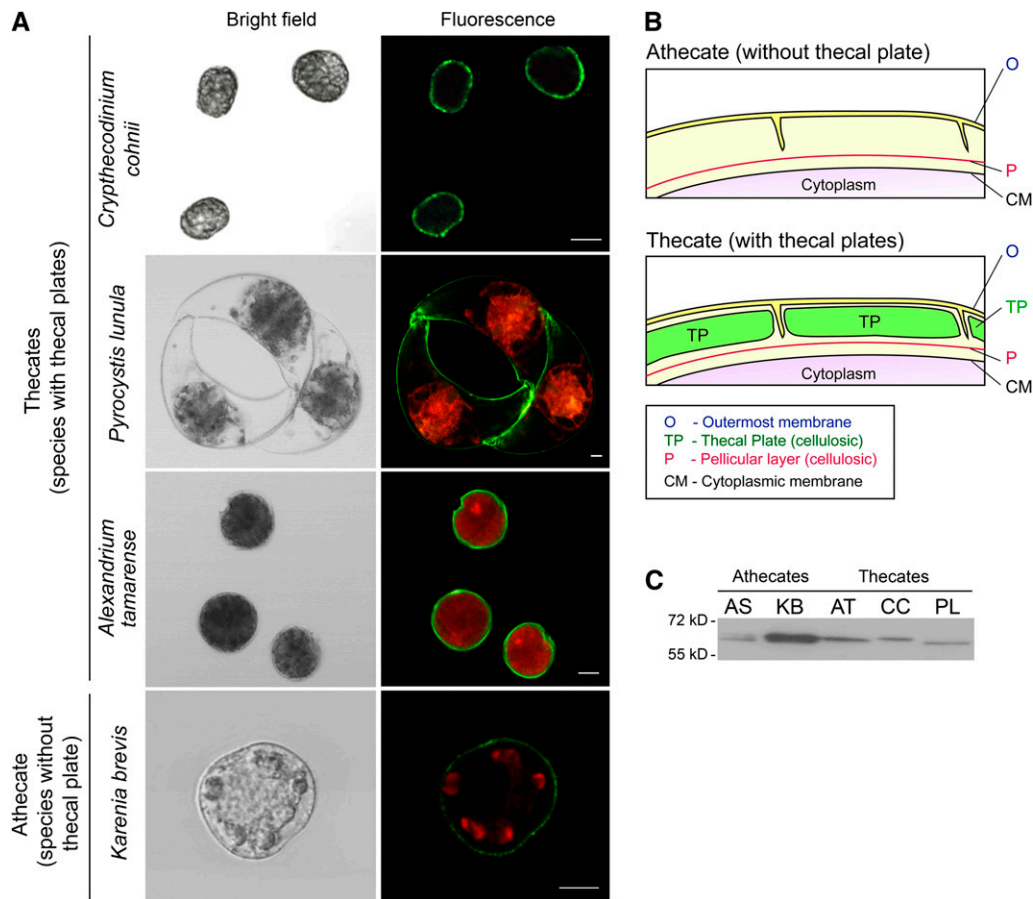 A
Bright field
Fluorescence
Thecates
(species with thecal plates)
Crypthecodinium
cohnii
Pyrocystis lunula
Alexandrium
tamarense
Athecate
(species without
thecal plate)
Karenia brevis
B
Athecate (without thecal plate)
O
P
Cytoplasm
CM
Thecate (with thecal plates)
O
TP
TP
TP
P
Cytoplasm
CM
O - Outermost membrane
TP - Thecal Plate (cellulosic)
P - Pellicular layer (cellulosic)
CM - Cytoplasmic membrane
C
Athecates Thecates
AS KB AT CC PL
72 kD -
55 kD -